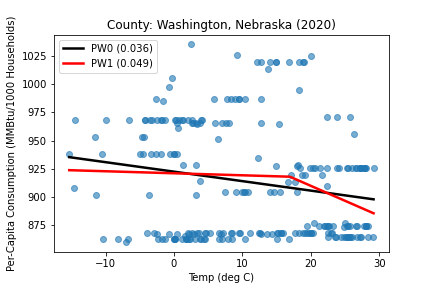 County: Washington, Nebraska (2020)
PW0 (0.036)
PW1 (0.049)
Per-Capita Consumption (MMBtu/1000 Households)
1025
1000
975
950
925
900
875
−10
0
10
20
30
Temp (deg C)